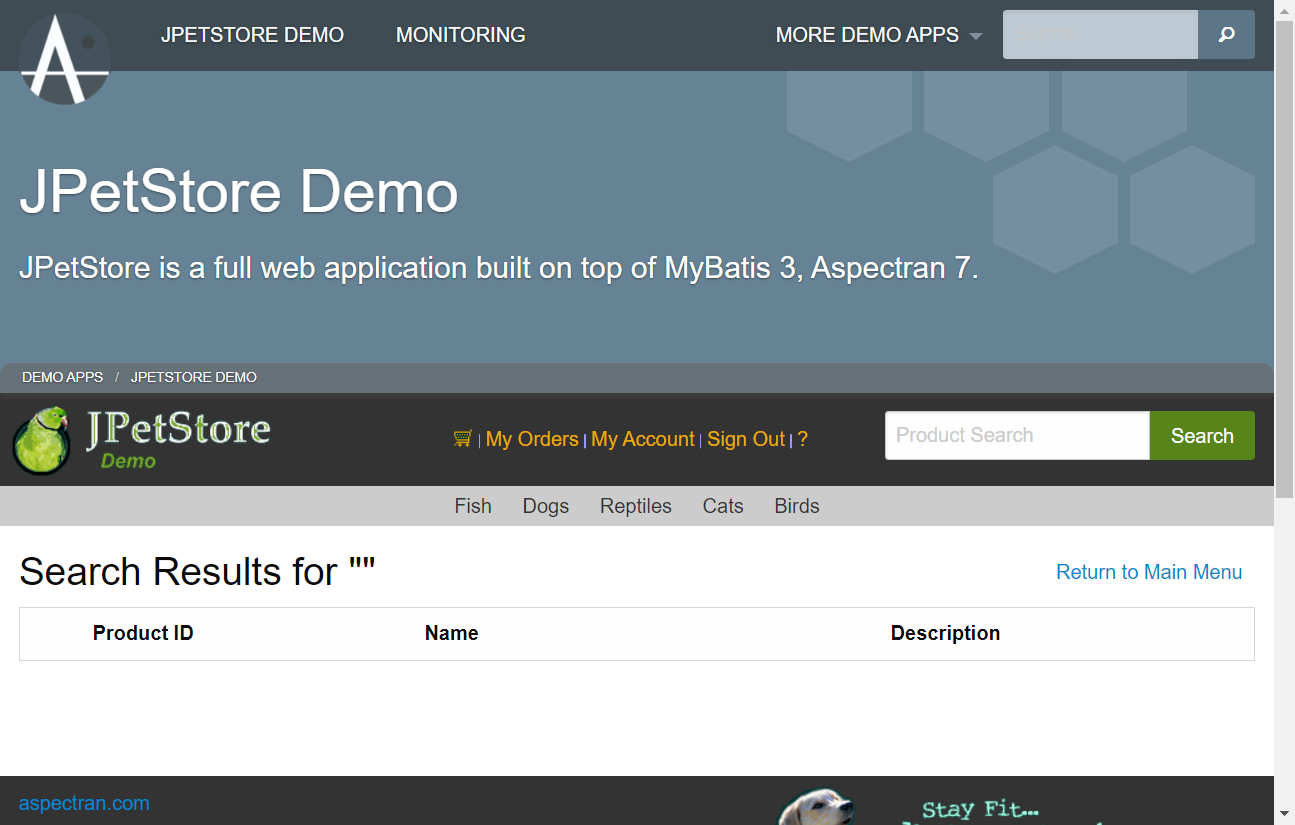 JPETSTORE DEMO MONITORING MORE DEMO APPS
JPetStore Demo
JPetStore is a full web application built on top of MyBatis 3, Aspectran 7.
DEMO APPS / JPETSTORE DEMO
JPetStore
Demo
| My Orders | My Account | Sign Out | ?
Product Search Search
Fish Dogs Reptiles Cats Birds
Search Results for ""
Return to Main Menu
Product ID Name Description
aspectran.com
Stay Fit...